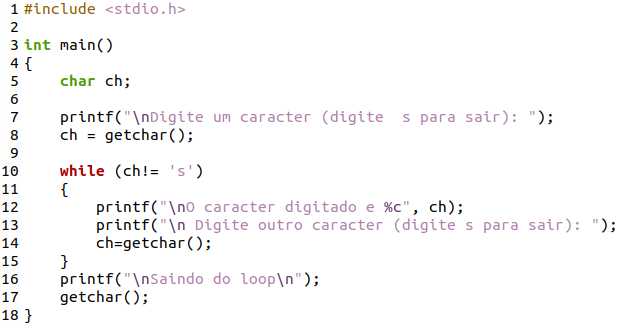 1 #include <stdio.h>
2
3 int main()
4 {
5     char ch;
6
7     printf("\nDigite um caracter (digite  s para sair): ");
8     ch = getchar();
9
10     while (ch!= 's')
11     {
12         printf("\nO caracter digitado e %c", ch);
13         printf("\n Digite outro caracter (digite s para sair): ");
14         ch=getchar();
15     }
16     printf("\nSaindo do loop\n");
17     getchar();
18 }